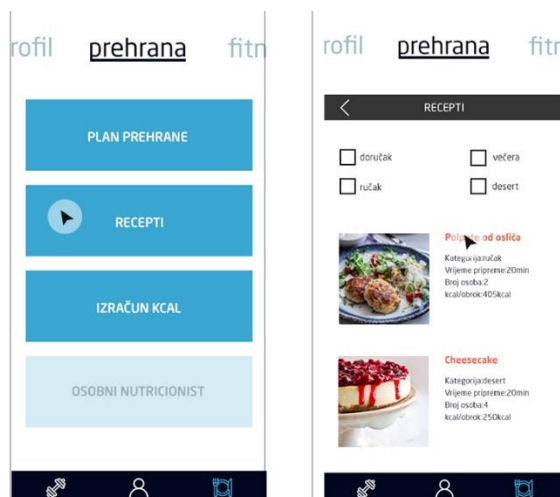 rofil prehrana fitn
PLAN PREHRANE
RECEPTI
IZRAČUN KCAL
OSOBNI NUTRICIONIST
rofil prehrana fitr
RECEPTI
doručak večera
ručak desert
Polpete od oslića
Kategorija:ručak
Vrijeme pripreme:20min
Broj osoba:2
kcal/obrok:405kcal
Cheesecake
Kategorija:desert
Vrijeme pripreme:20min
Broj osoba:4
kcal/obrok:250kcal